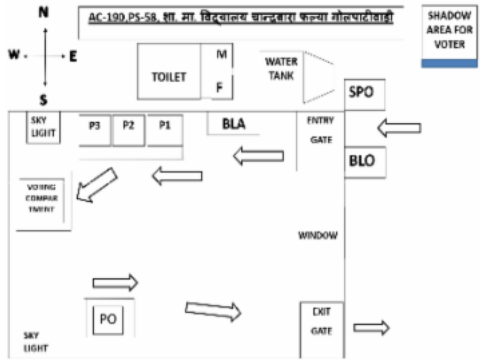 N
AC-190,PS-58, शा. मा. विद्यालय चान्दबारा फल्या गोलपाटीवाडी
SHADOW
AREA FOR
VOTER
W
E
S
TOILET
M
F
WATER
TANK
SPO
SKY
LIGHT
P3
P2
P1
BLA
ENTRY
GATE
BLO
VOTING
COMPAR
TMENT
WINDOW
PO
EXIT
GATE
SKY
LIGHT